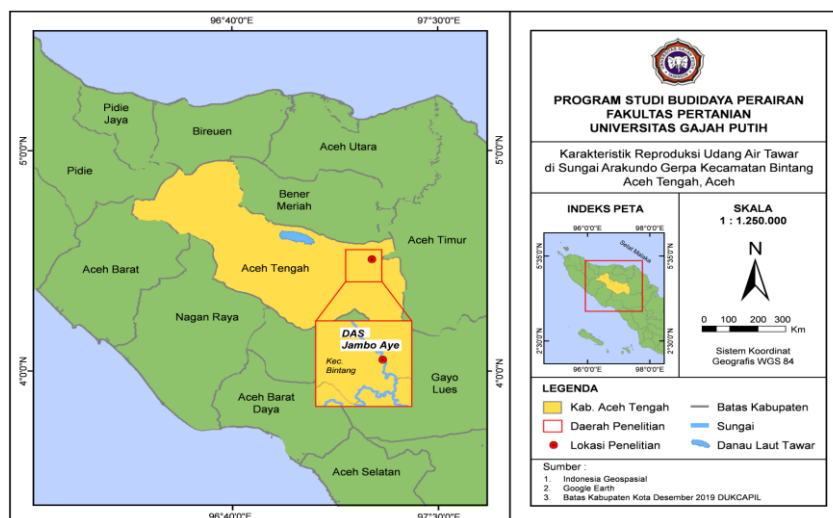 96°40'0"E
97°30'0"E
5°0'0"N
4°0'0"N
Pidie
Jaya
Bireuen
Aceh Utara
Pidie
Bener
Meriah
Aceh Timur
Aceh Tengah
Aceh Barat
Nagan Raya
DAS
Jambo Aye
Kec.
Bintang
Gayo
Lues
Aceh Barat
Daya
Aceh Selatan
5°0'0"N
4°0'0"N
96°40'0"E
97°30'0"E
PROGRAM STUDI BUDIDAYA PERAIRAN
FAKULTAS PERTANIAN
UNIVERSITAS GAJAH PUTIH
Karakteristik Reproduksi Udang Air Tawar
di Sungai Arakundo Gerpa Kecamatan Bintang
Aceh Tengah, Aceh
INDEKS PETA
96°0'0"E 98°0'0"E
Selat Malaka
5°35'0"N
2°30'0"N
5°35'0"N
2°30'0"N
96°0'0"E 98°0'0"E
SKALA
1 : 1.250.000
N
0 100 200 300
Km
Sistem Koordinat
Geografis WGS 84
LEGENDA
Kab. Aceh Tengah
Batas Kabupaten
Daerah Penelitian
Sungai
Lokasi Penelitian
Danau Laut Tawar
Sumber :
1. Indonesia Geospasial
2. Google Earth
3. Batas Kabupaten Kota Desember 2019 DUKCAPIL